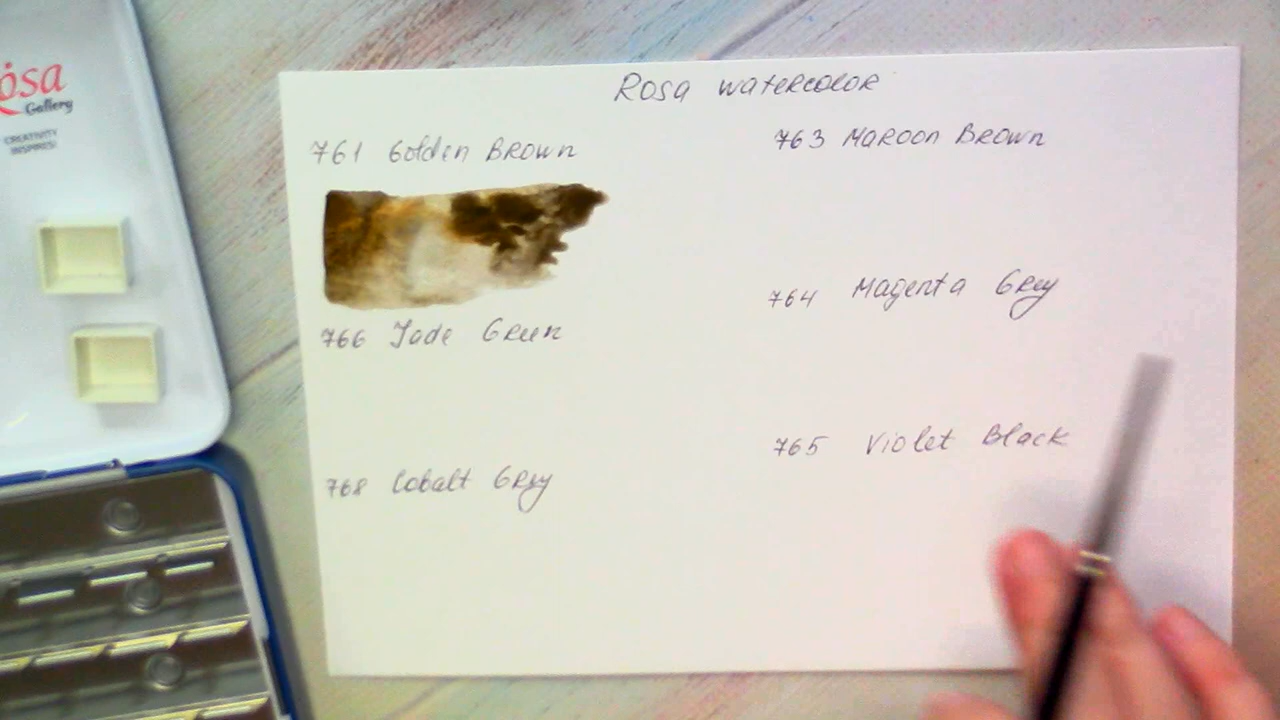 Rosa
Gallery
CREATIVITY
INSPIRES!
Rosa watercolor
761 Golden Brown
763 Maroon Brown
766 Jade Green
764 Magenta Grey
768 Cobalt Grey
765 Violet Black